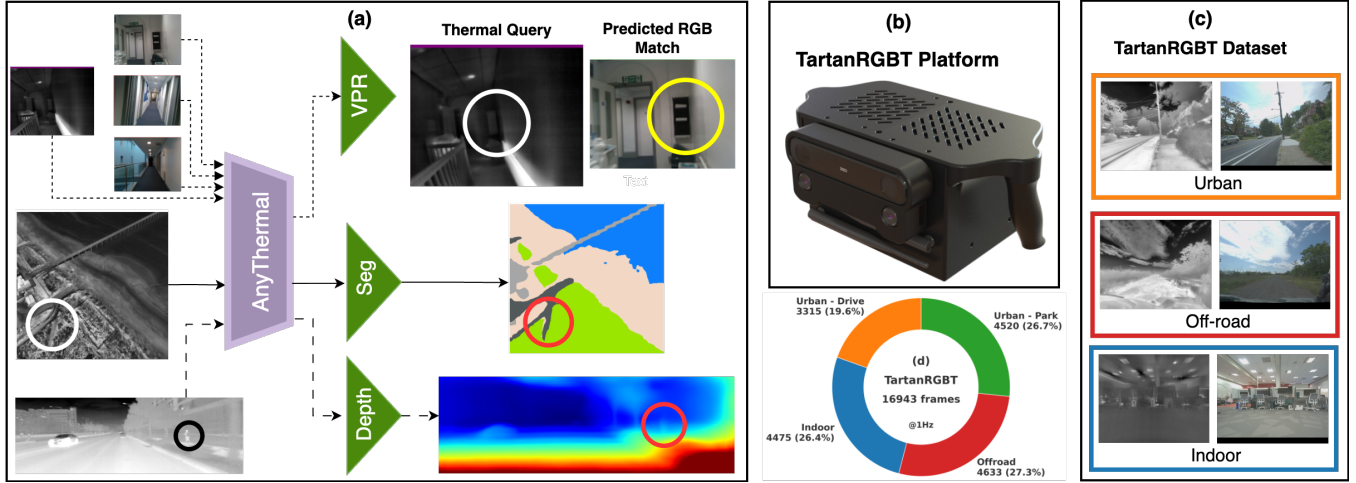 (a)
Thermal Query
Predicted RGB
Match
Text
VPR
AnyThermal
Seg
Depth
(b)
TartanRGBT Platform
Urban - Drive
3315 (19.6%)
Urban - Park
4520 (26.7%)
(d)
TartanRGBT
16943 frames
@1Hz
Indoor
4475 (26.4%)
Offroad
4633 (27.3%)
(c)
TartanRGBT Dataset
Urban
Off-road
Indoor